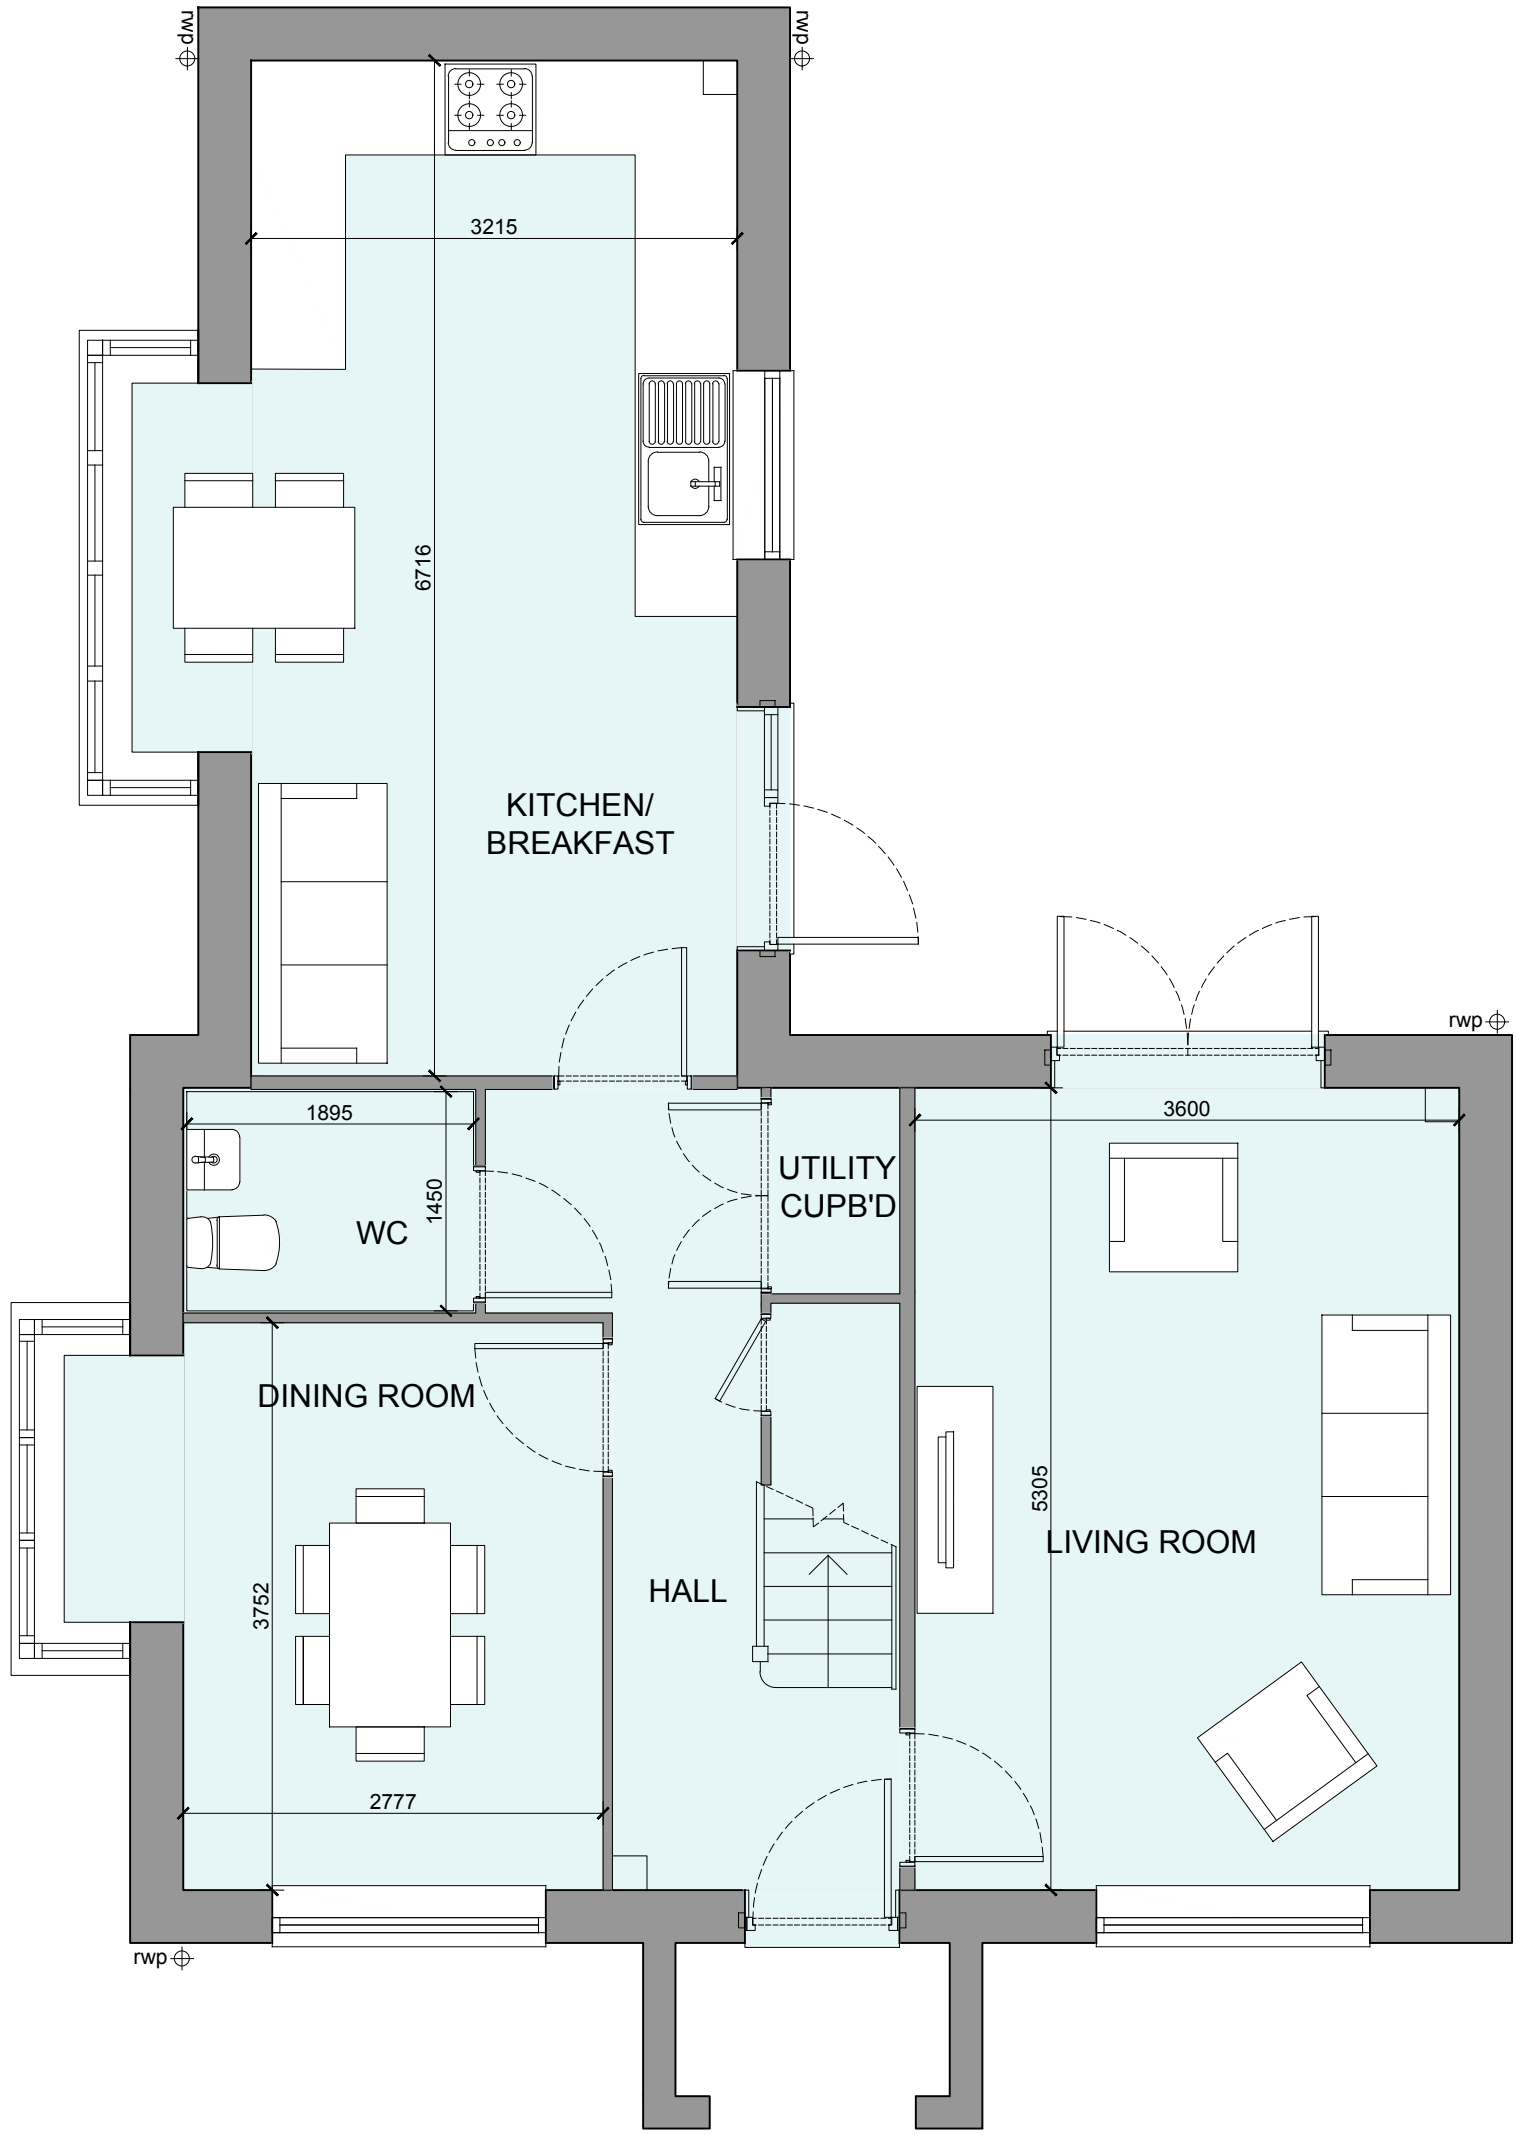 rwp
rwp
3215
6716
KITCHEN/
BREAKFAST
rwp
1895
3600
1450
WC
UTILITY
CUPB'D
DINING ROOM
5305
LIVING ROOM
3752
HALL
2777
rwp